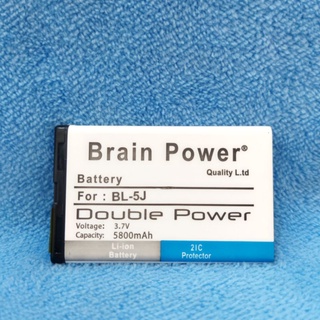 Brain Power®
Quality L.td
Battery
For : BL-5J
Double Power
Voltage: 3.7V
Capacity: 5800mAh
Li-ion
Battery
2IC
Protector